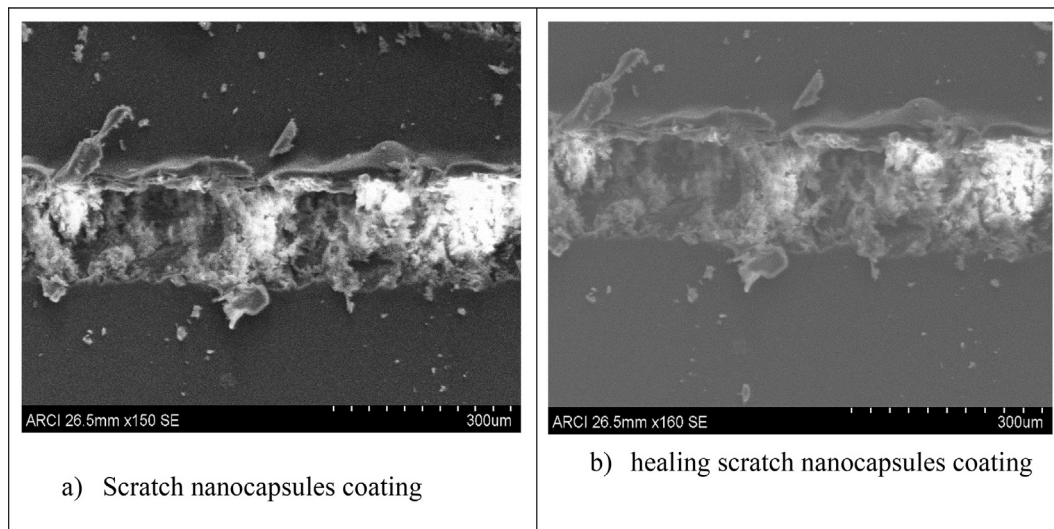 ARCI 26.5mm x150 SE
300um
a) Scratch nanocapsules coating
ARCI 26.5mm x160 SE
300um
b) healing scratch nanocapsules coating